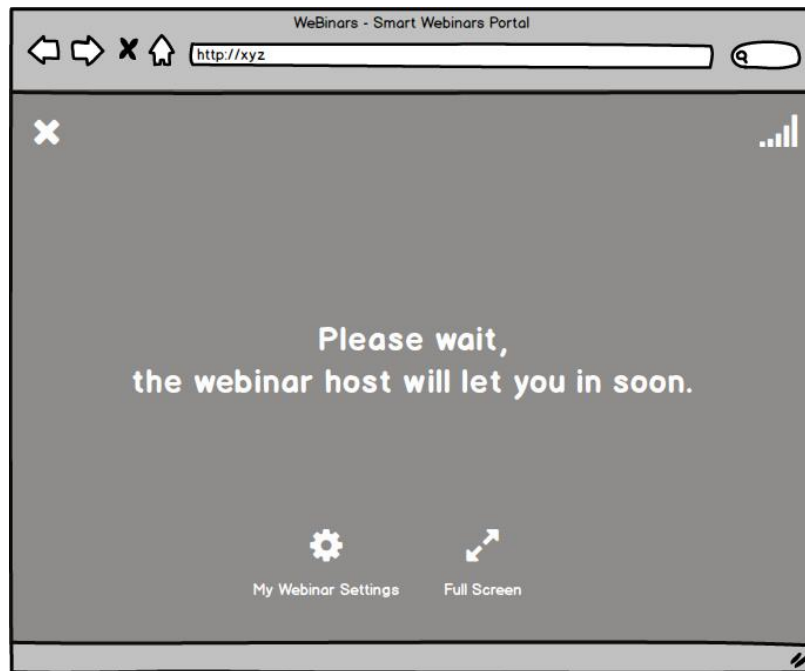 WeBinars - Smart Webinars Portal
http://xyz
Please wait,
the webinar host will let you in soon.
My Webinar Settings
Full Screen